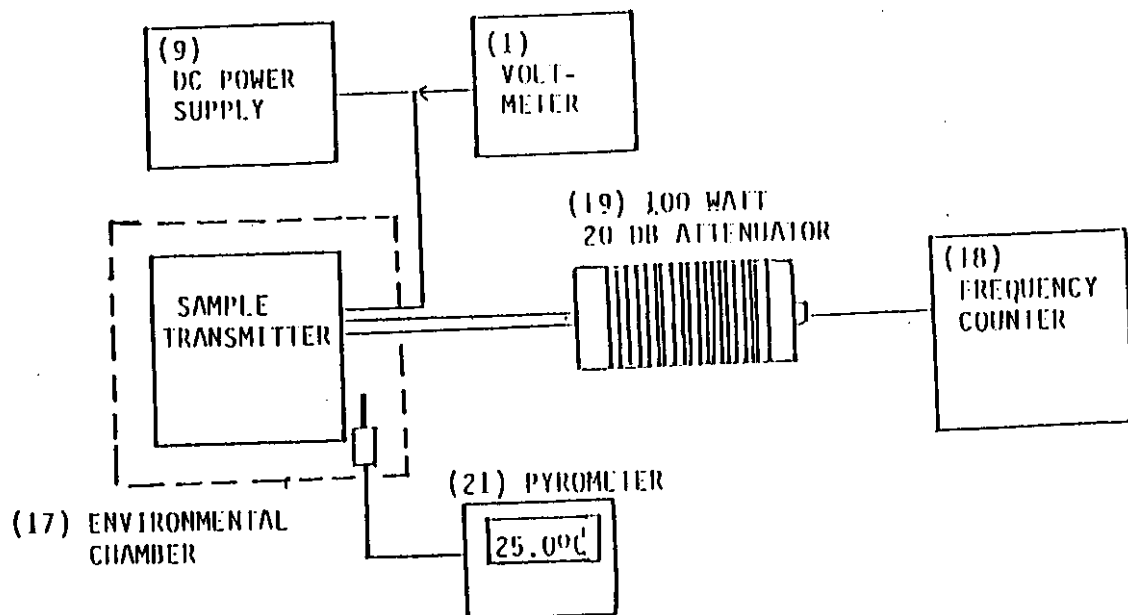 (9)
DC POWER
SUPPLY
(1)
VOLT-
METER
(19) 100 WATT
20 DB ATTENUATOR
(18)
FREQUENCY
COUNTER
SAMPLE
TRANSMITTER
(21) PYROMETER
25.0ºC
(17) ENVIRONMENTAL
CHAMBER